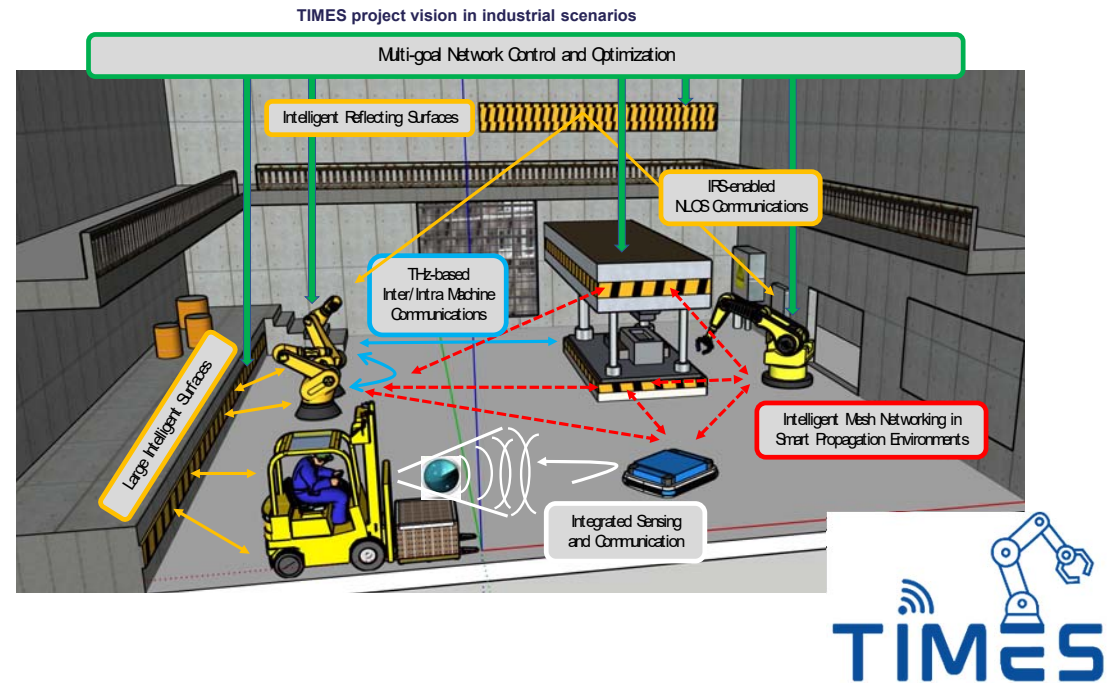 TIMES project vision in industrial scenarios
Multi-goal Network Control and Optimization
Intelligent Reflecting Surfaces
IRS-enabled
NLOS Communications
THz-based
Inter/Intra Machine
Communications
Large Intelligent Surfaces
Intelligent Mesh Networking in
Smart Propagation Environments
Integrated Sensing
and Communication
TIMES